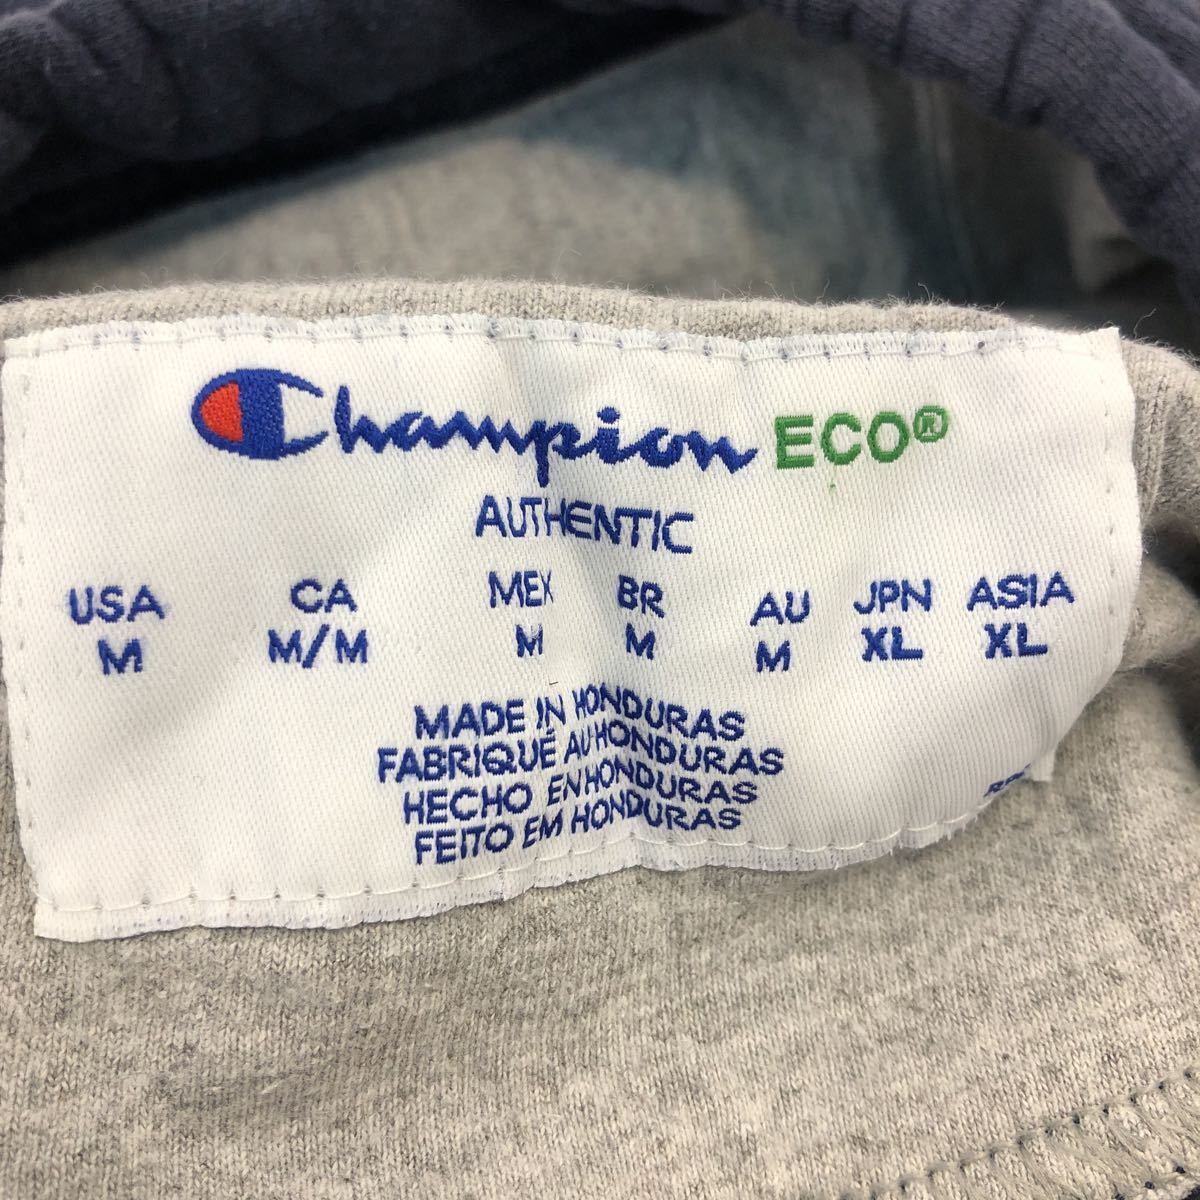 Champion ECO®
AUTHENTIC
USA CA MEX BR AU JPN ASIA
M M/M M M M XL XL
MADE IN HONDURAS
FABRIQUÉ AU HONDURAS
HECHO EN HONDURAS
FEITO EM HONDURAS